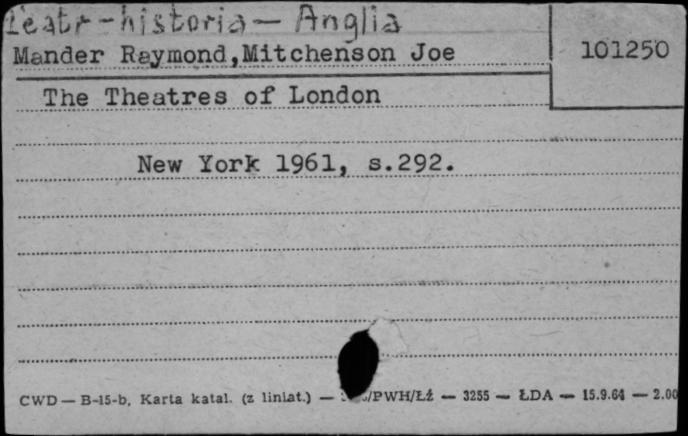 Teatr-historia-Anglia
Mander Raymond,Mitchenson Joe
101250
The Theatres of London
New York 1961, s.292.
CWD — B-15-b, Karta katal. (z liniat.) — /PWH/Łź — 3255 — ŁDA — 15.9.64 — 2.00